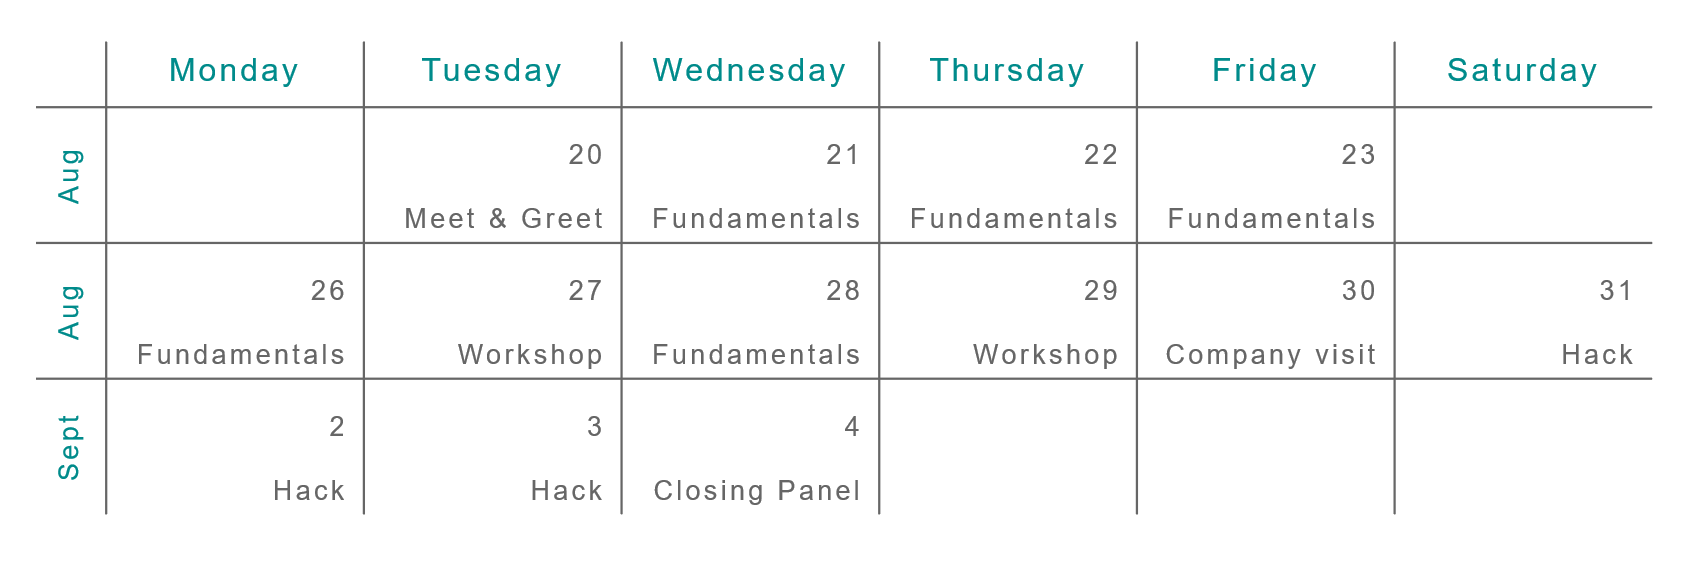 Monday Tuesday Wednesday Thursday Friday Saturday
Aug
20 21 22 23
Meet & Greet Fundamentals Fundamentals Fundamentals
Aug
26 27 28 29 30 31
Fundamentals Workshop Fundamentals Workshop Company visit Hack
Sept
2 3 4
Hack Hack Closing Panel